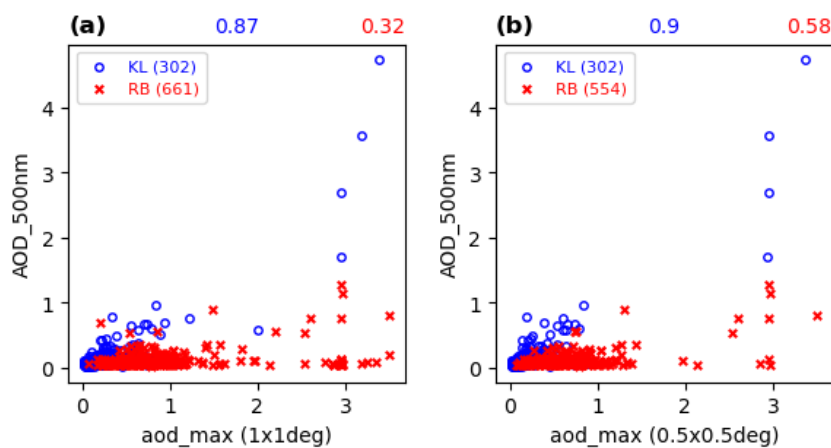 (a) 0.87 0.32
KL (302)
RB (661)
AOD_500nm
4
3
2
1
0
0 1 2 3
aod_max (1x1deg)
(b) 0.9 0.58
KL (302)
RB (554)
AOD_500nm
4
3
2
1
0
0 1 2 3
aod_max (0.5x0.5deg)